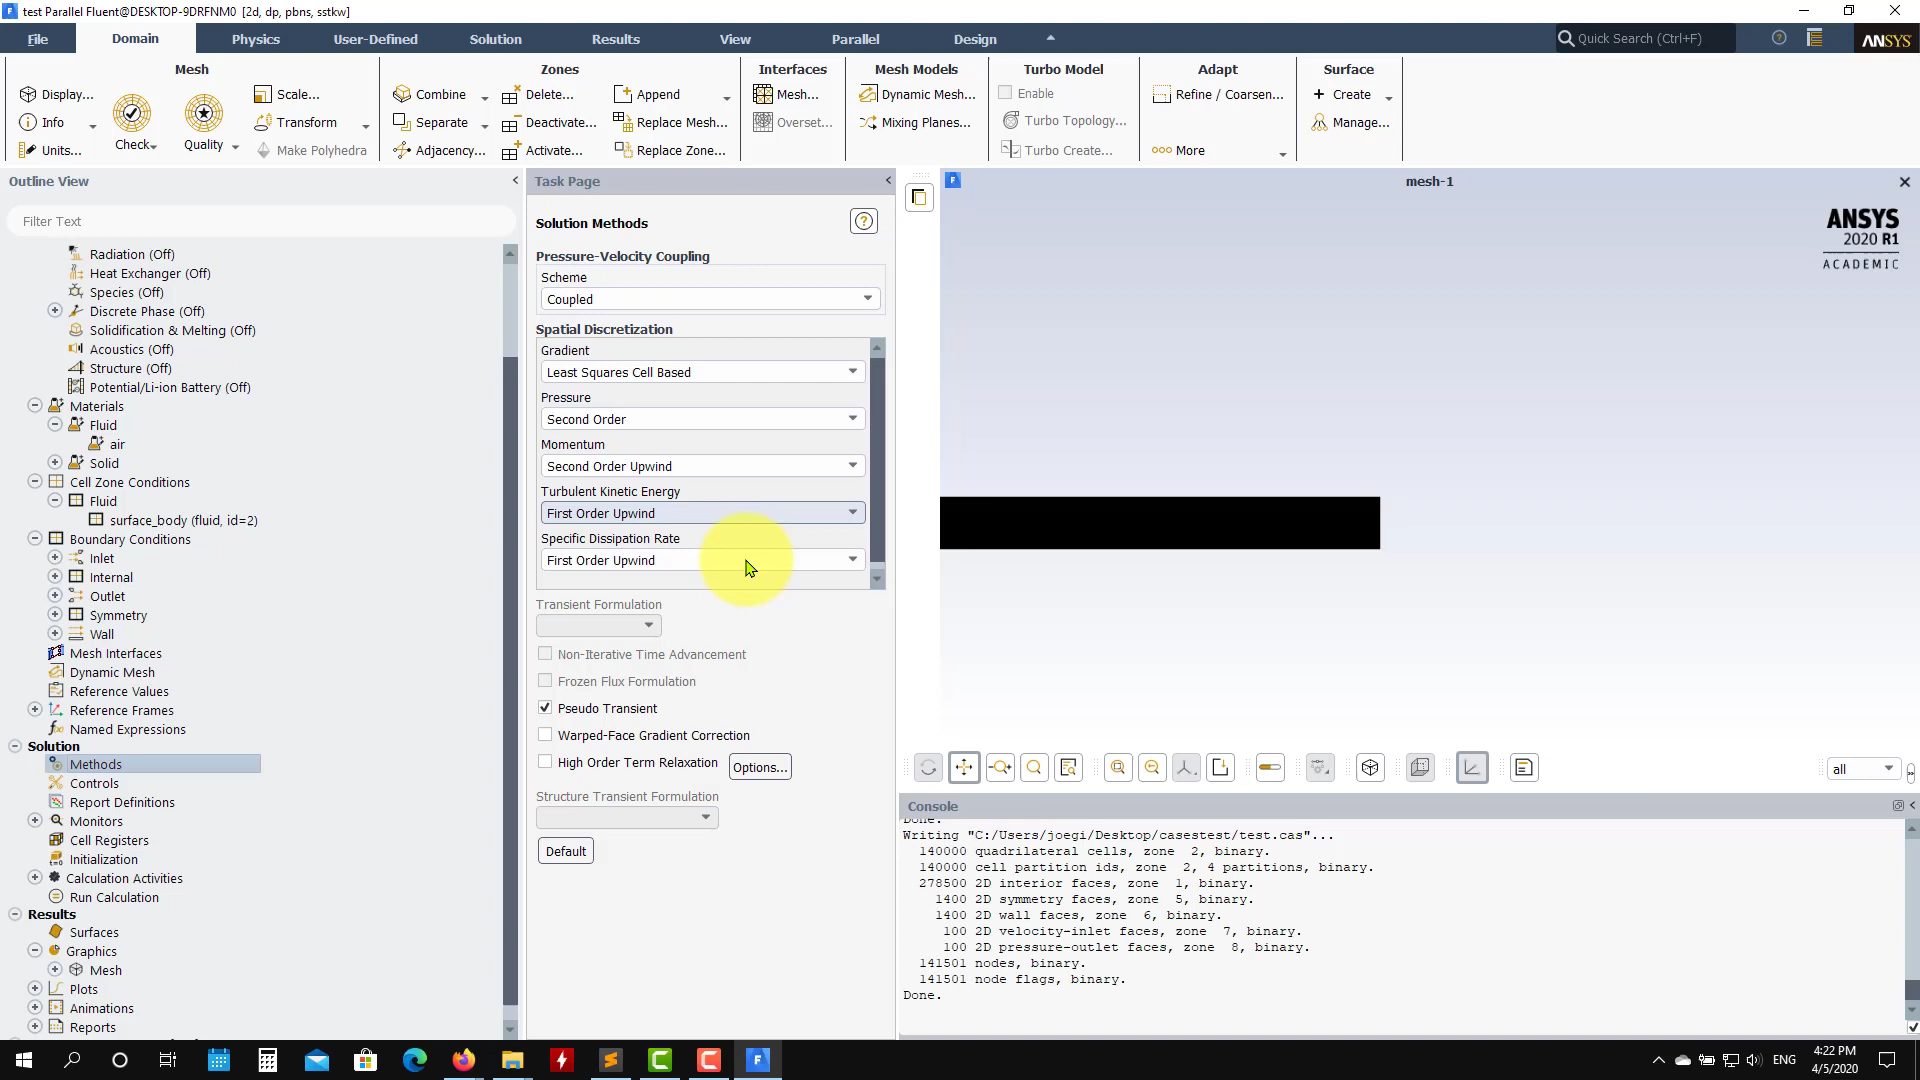 test Parallel Fluent@DESKTOP-9DRFNM0 [2d, dp, pbns, sstkw]
File Domain Physics User-Defined Solution Results View Parallel Design Quick Search (Ctrl+F) ANSYS
Mesh Zones Interfaces Mesh Models Turbo Model Adapt Surface
Display... Scale... Combine Delete... Append Mesh... Dynamic Mesh... Enable Refine / Coarsen... Create
Info Check Quality Transform Separate Deactivate... Replace Mesh... Overset... Mixing Planes... Turbo Topology... Manage...
Units... Make Polyhedra Adjacency... Activate... Replace Zone... Turbo Create... More
Outline View
Filter Text
Radiation (Off)
Heat Exchanger (Off)
Species (Off)
Discrete Phase (Off)
Solidification & Melting (Off)
Acoustics (Off)
Structure (Off)
Potential/Li-ion Battery (Off)
Materials
Fluid
air
Solid
Cell Zone Conditions
Fluid
surface_body (fluid, id=2)
Boundary Conditions
Inlet
Internal
Outlet
Symmetry
Wall
Mesh Interfaces
Dynamic Mesh
Reference Values
Reference Frames
Named Expressions
Solution
Methods
Controls
Report Definitions
Monitors
Cell Registers
Initialization
Calculation Activities
Run Calculation
Results
Surfaces
Graphics
Mesh
Plots
Animations
Reports
Task Page
Solution Methods
Pressure-Velocity Coupling
Scheme
Coupled
Spatial Discretization
Gradient
Least Squares Cell Based
Pressure
Second Order
Momentum
Second Order Upwind
Turbulent Kinetic Energy
First Order Upwind
Specific Dissipation Rate
First Order Upwind
Transient Formulation
Non-Iterative Time Advancement
Frozen Flux Formulation
Pseudo Transient
Warped-Face Gradient Correction
High Order Term Relaxation Options...
Structure Transient Formulation
Default
mesh-1
ANSYS
2020 R1
ACADEMIC
all
Console
Done.
Writing "C:/Users/joegi/Desktop/casestest/test.cas"...
140000 quadrilateral cells, zone 2, binary.
140000 cell partition ids, zone 2, 4 partitions, binary.
278500 2D interior faces, zone 1, binary.
1400 2D symmetry faces, zone 5, binary.
1400 2D wall faces, zone 6, binary.
100 2D velocity-inlet faces, zone 7, binary.
100 2D pressure-outlet faces, zone 8, binary.
141501 nodes, binary.
141501 node flags, binary.
Done.
ENG
4:22 PM
4/5/2020